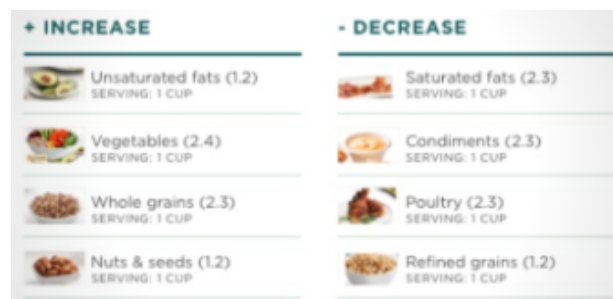 + INCREASE
Unsaturated fats (1.2)
SERVING: 1 CUP
Vegetables (2.4)
SERVING: 1 CUP
Whole grains (2.3)
SERVING: 1 CUP
Nuts & seeds (1.2)
SERVING: 1 CUP
- DECREASE
Saturated fats (2.3)
SERVING: 1 CUP
Condiments (2.3)
SERVING: 1 CUP
Poultry (2.3)
SERVING: 1 CUP
Refined grains (1.2)
SERVING: 1 CUP